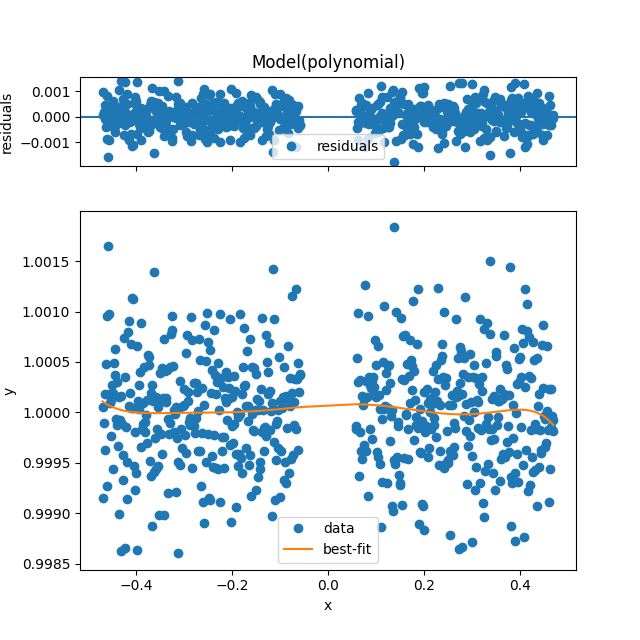 Model(polynomial)
residuals
0.001
0.000
−0.001
residuals
y
1.0015
1.0010
1.0005
1.0000
0.9995
0.9990
0.9985
data
best-fit
−0.4 −0.2 0.0 0.2 0.4
x